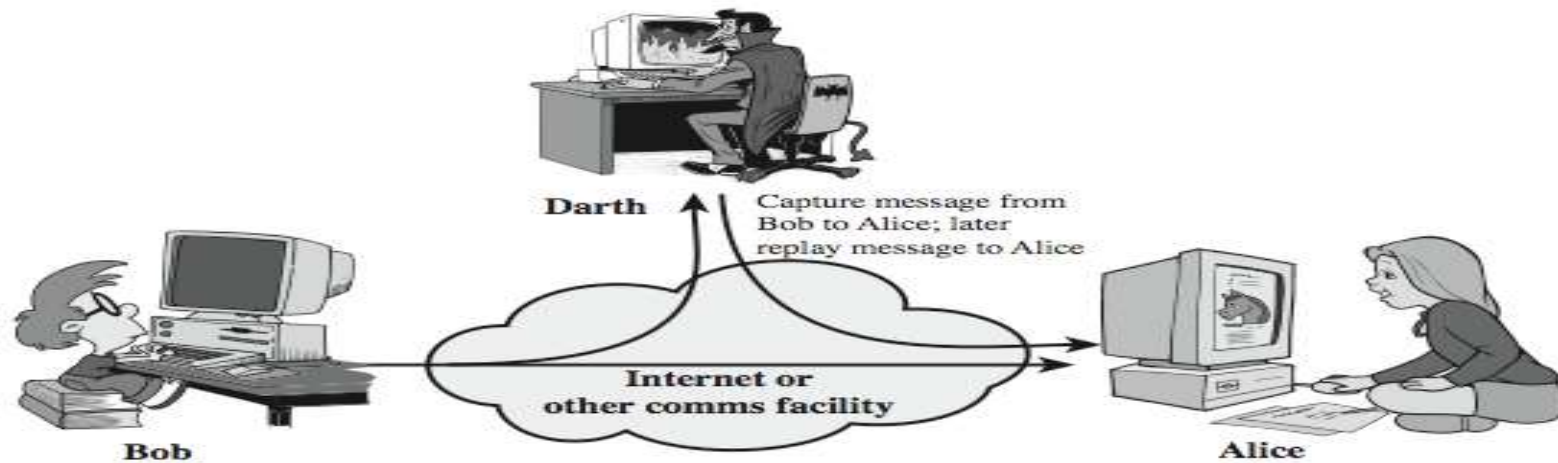 Darth
Capture message from
Bob to Alice; later
replay message to Alice
Internet or
other comms facility
Bob
Alice